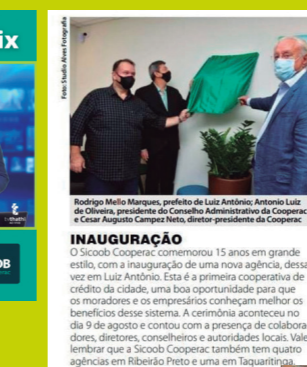 ix
Foto: Studio Alves Fotografia
Rodrigo Mello Marques, prefeito de Luiz Antônio; Antonio Luiz
de Oliveira, presidente do Conselho Administrativo da Cooperac
e Cesar Augusto Campez Neto, diretor-presidente da Cooperac
INAUGURAÇÃO
O Sicoob Cooperac comemorou 15 anos em grande
estilo, com a inauguração de uma nova agência, dessa
vez em Luiz Antônio. Esta é a primeira cooperativa de
crédito da cidade, uma boa oportunidade para que
os moradores e os empresários conheçam melhor os
benefícios desse sistema. A cerimônia aconteceu no
dia 9 de agosto e contou com a presença de colabora-
dores, diretores, conselheiros e autoridades locais. Vale
lembrar que a Sicoob Cooperac também tem quatro
agências em Ribeirão Preto e uma em Taquaritinga.
OB